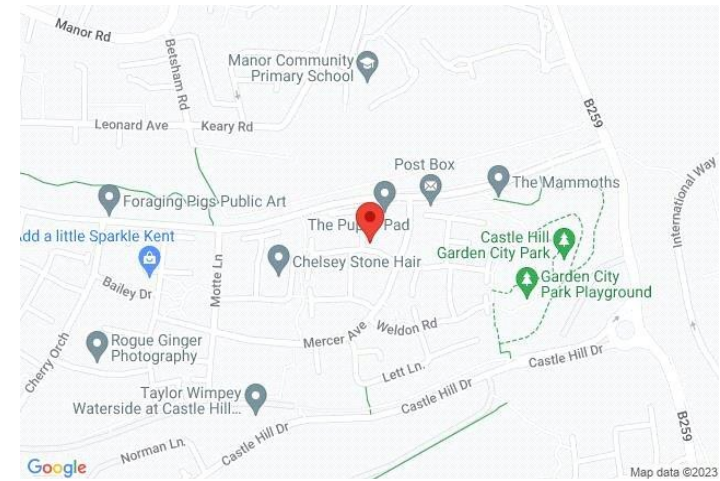 Manor Rd
Betsham Rd
Manor Community
Primary School
B259
Leonard Ave
Keary Rd
International Way
Post Box
The Mammoths
Foraging Pigs Public Art
The
Pad
Add a little Sparkle Kent
Castle Hill
Garden City Park
Chelsey Stone Hair
Motte Ln
Bailey Dr
Garden City
Park Playground
Mercer Ave
Weldon Rd
Rogue Ginger
Photography
Cherry Orch
Lett Ln.
Castle Hill Dr
Taylor Wimpey
Waterside at Castle Hill...
Castle Hill Dr
B259
Norman Ln.
Castle Hill Dr
Google
Map data ©2023